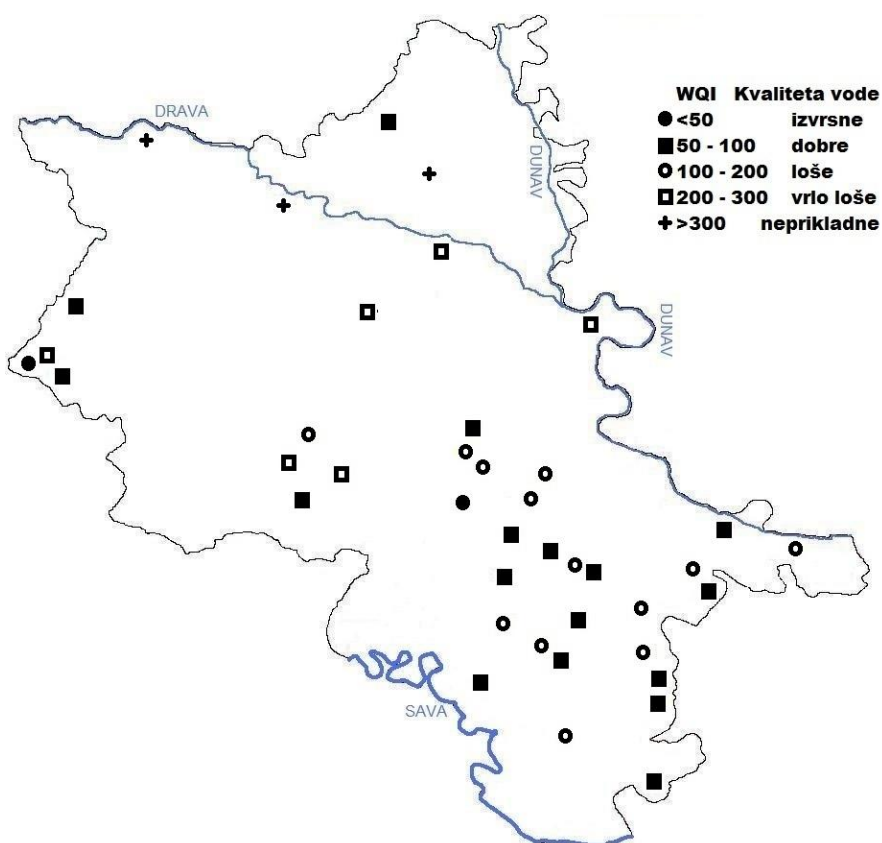 WQI Kvaliteta vode
<50 izvrsne
50 - 100 dobre
100 - 200 loše
200 - 300 vrlo loše
>300 neprikladne
DRAVA
DUNAV
DUNAV
SAVA